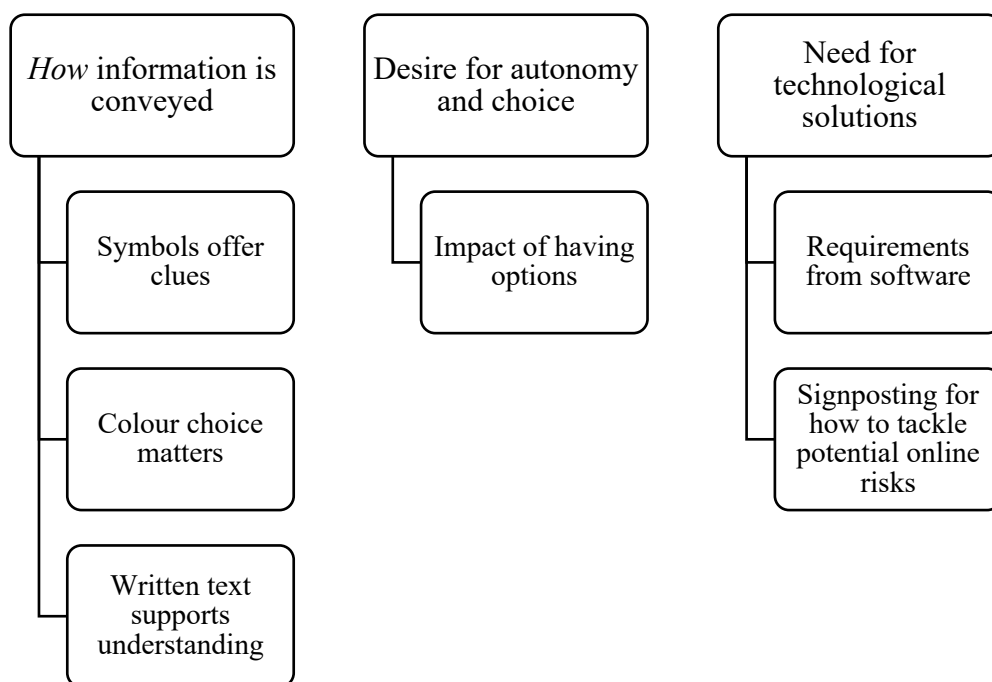 How information is
conveyed
Symbols offer
clues
Colour choice
matters
Written text
supports
understanding
Desire for autonomy
and choice
Impact of having
options
Need for
technological
solutions
Requirements
from software
Signposting for
how to tackle
potential online
risks